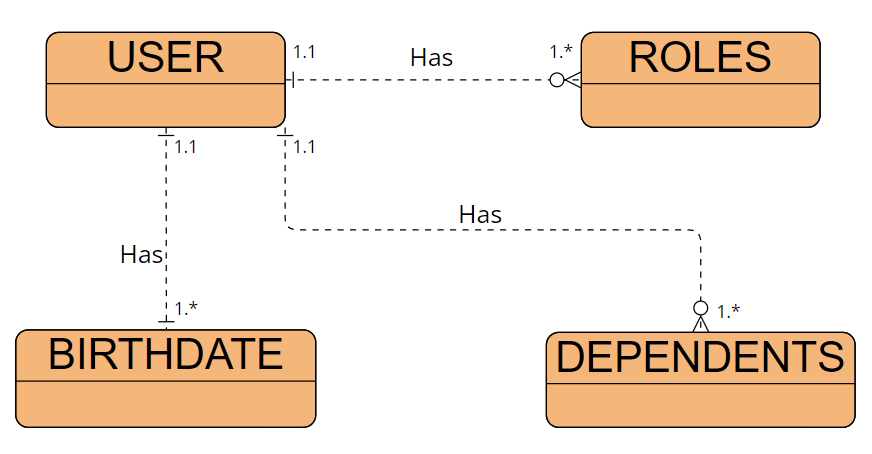 USER
1.1
Has
1.*
ROLES
1.1
1.1
Has
Has
1.*
1.*
BIRTHDATE
DEPENDENTS